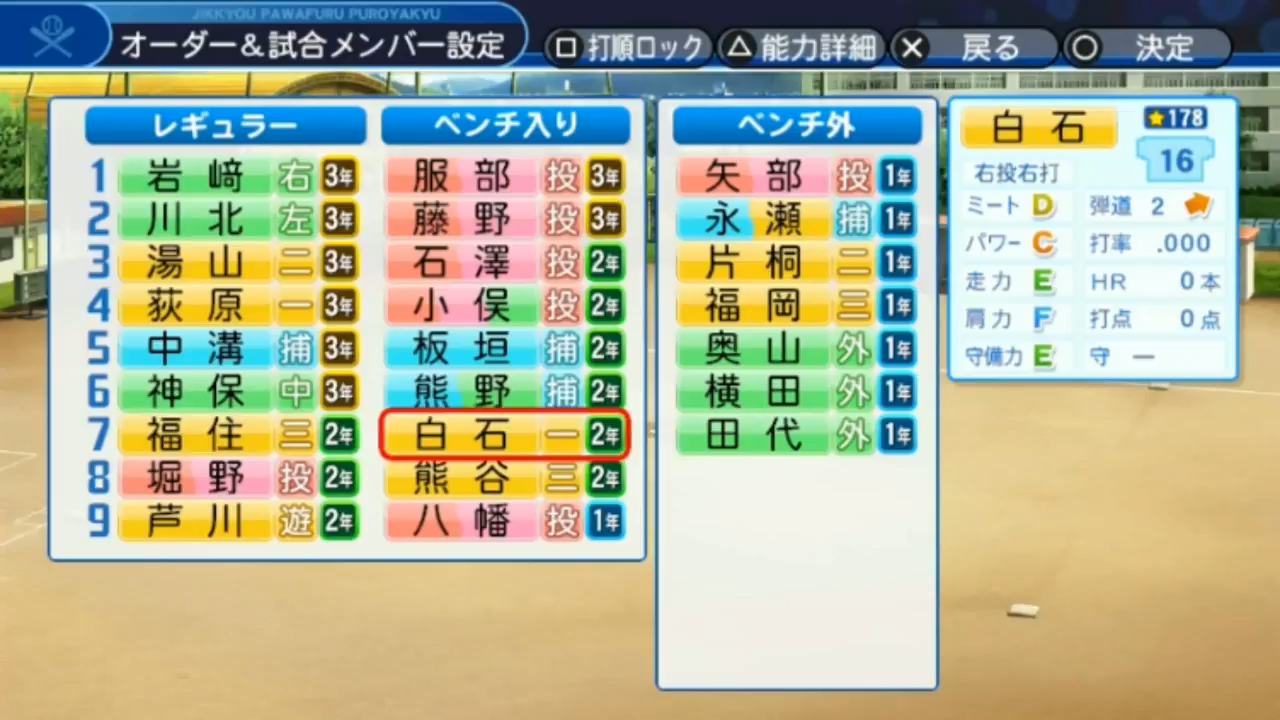 JIKKYOU PAWAFURU PUROYAKYU
オーダー&試合メンバー設定
□打順ロック △能力詳細 ×戻る ○決定
レギュラー
1 岩﨑 右 3年
2 川北 左 3年
3 湯山 二 3年
4 荻原 一 3年
5 中溝 捕 3年
6 神保 中 3年
7 福住 三 2年
8 堀野 投 2年
9 芦川 遊 2年
ベンチ入り
服部 投 3年
藤野 投 3年
石澤 投 2年
小俣 投 2年
板垣 捕 2年
熊野 捕 2年
白石 一 2年
熊谷 三 2年
八幡 投 1年
ベンチ外
矢部 投 1年
永瀬 捕 1年
片桐 二 1年
福岡 三 1年
奥山 外 1年
横田 外 1年
田代 外 1年
白石 ★178
16
右投右打
ミート D 弾道 2
パワー C 打率 .000
走力 E HR 0本
肩力 F 打点 0点
守備力 E 守 ー